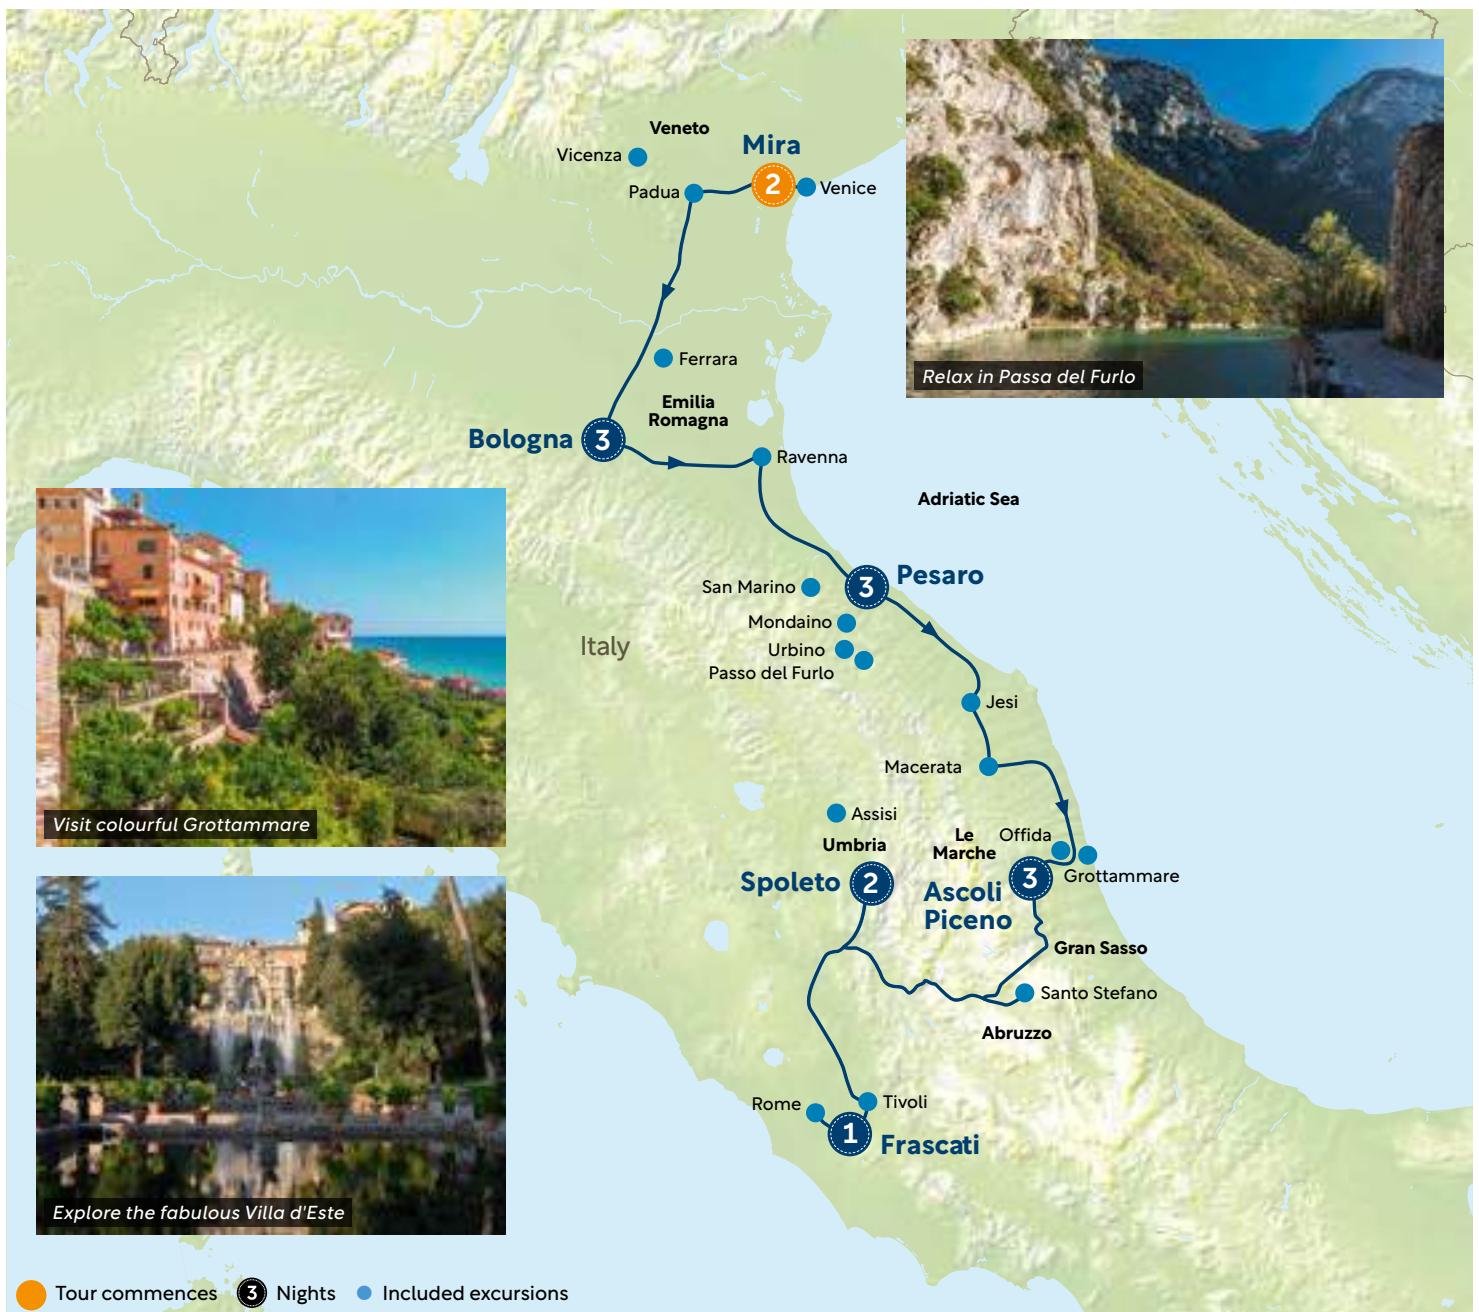 Veneto
Mira
Vicenza
2
Padua
Venice
Relax in Passa del Furlo
Ferrara
Emilia
Romagna
Bologna
3
Ravenna
Adriatic Sea
San Marino
3
Pesaro
Mondaino
Italy
Urbino
Passo del Furlo
Jesi
Macerata
Visit colourful Grottammare
Assisi
Umbria
Le
Marche
Offida
Spoleto
2
3
Grottammare
Ascoli
Piceno
Gran Sasso
Santo Stefano
Abruzzo
Rome
Tivoli
1
Frascati
Explore the fabulous Villa d'Este
Tour commences
3
Nights
Included excursions